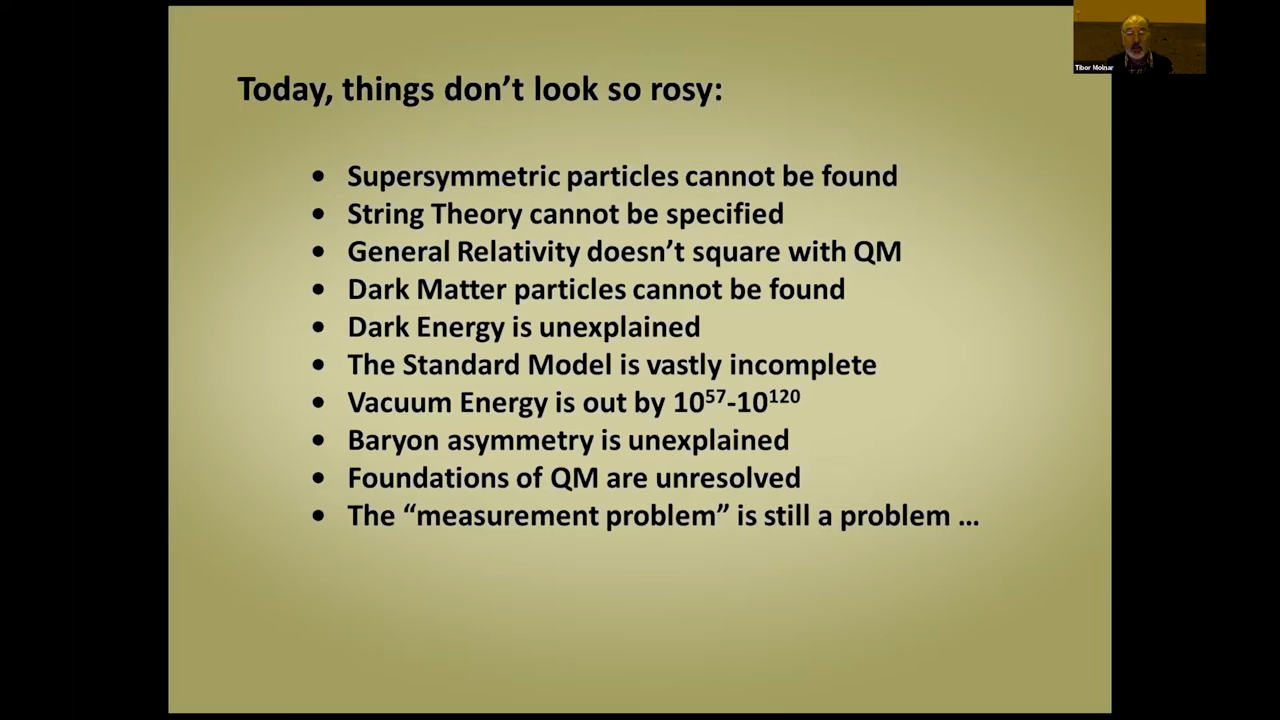 Today, things don’t look so rosy:
• Supersymmetric particles cannot be found
• String Theory cannot be specified
• General Relativity doesn’t square with QM
• Dark Matter particles cannot be found
• Dark Energy is unexplained
• The Standard Model is vastly incomplete
• Vacuum Energy is out by 10⁵⁷-10¹²⁰
• Baryon asymmetry is unexplained
• Foundations of QM are unresolved
• The “measurement problem” is still a problem …
Tibor Molnar